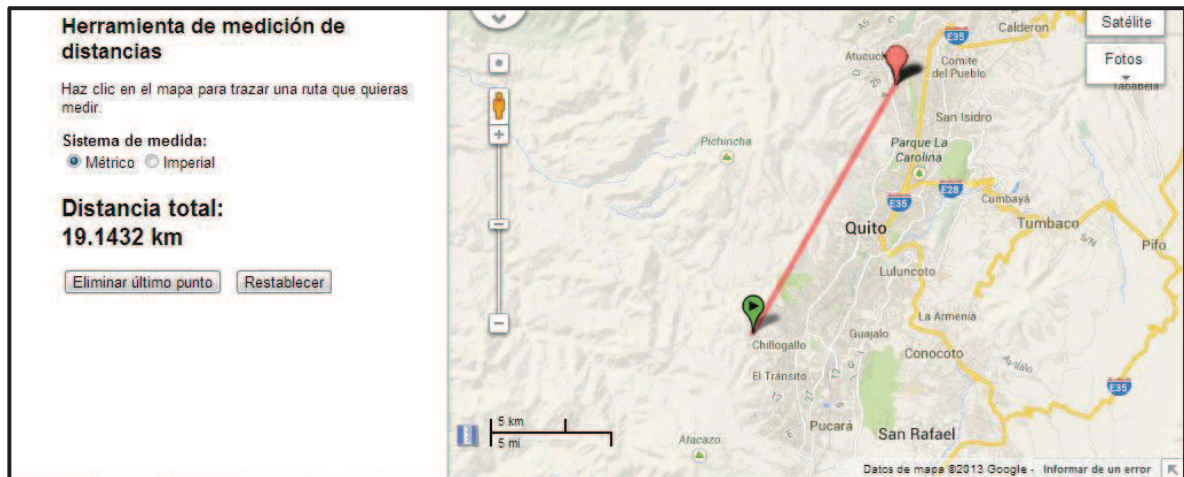 Herramienta de medición de
distancias
Haz clic en el mapa para trazar una ruta que quieras
medir.
Sistema de medida:
Métrico Imperial
Distancia total:
19.1432 km
Eliminar último punto Restablecer
Satélite
Fotos
Calderon
E35
Comite
del Pueblo
San Isidro
Pichincha
Parque La
Carolina
E28
E35
Cumbayá
Tumbaco
S/N
Pifo
Quito
Luluncoto
La Armenia
Chillogallo
Guajalo
Conocoto
El Tránsito
E35
12
27
Pucará
San Rafael
Atacazo
5 km
5 mi
Datos de mapa ©2013 Google - Informar de un error